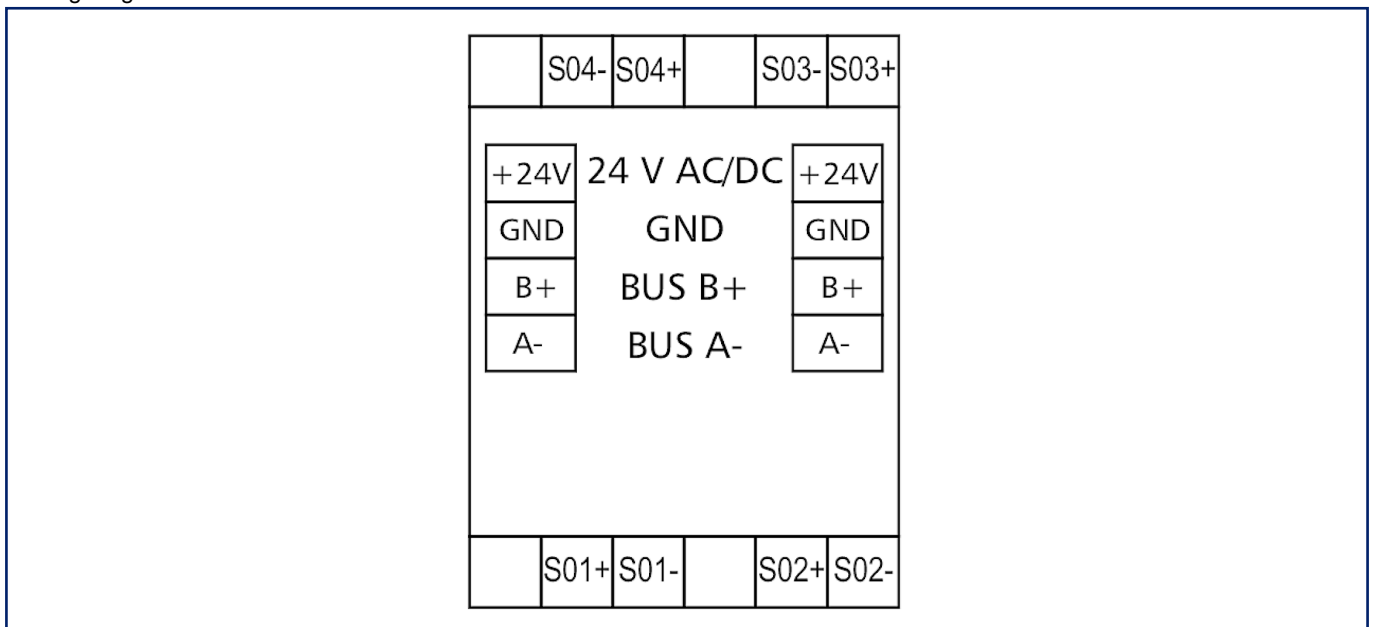 S04- S04+ S03- S03+
+24V 24 V AC/DC +24V
GND GND GND
B+ BUS B+ B+
A- BUS A- A-
S01+ S01- S02+ S02-